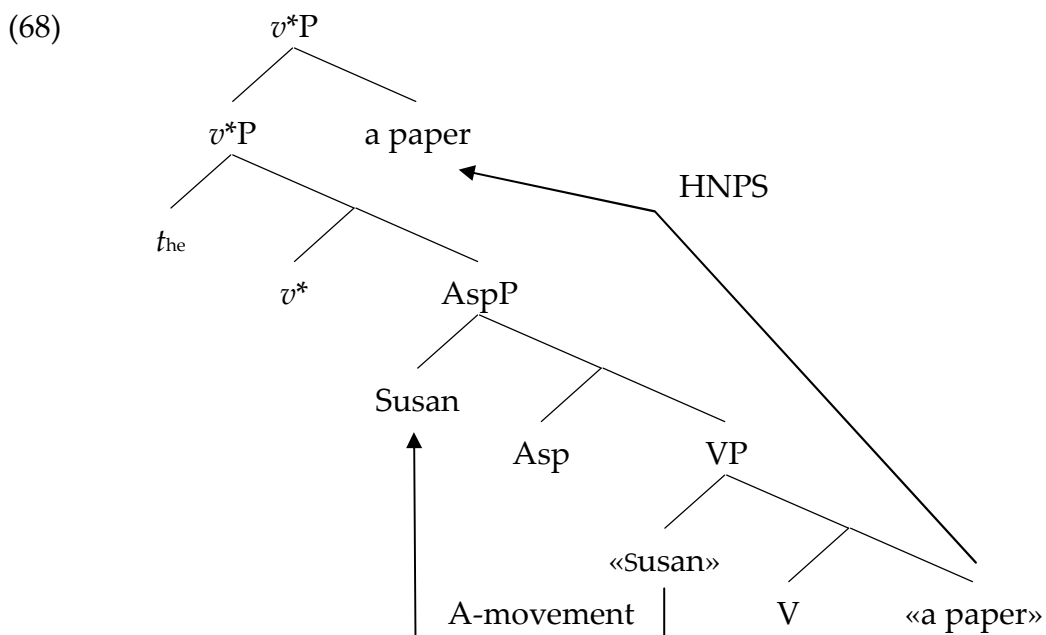 (68) v*P
v*P a paper
HNPS
the
v* AspP
Susan
Asp VP
«Susan»
A-movement V «a paper»